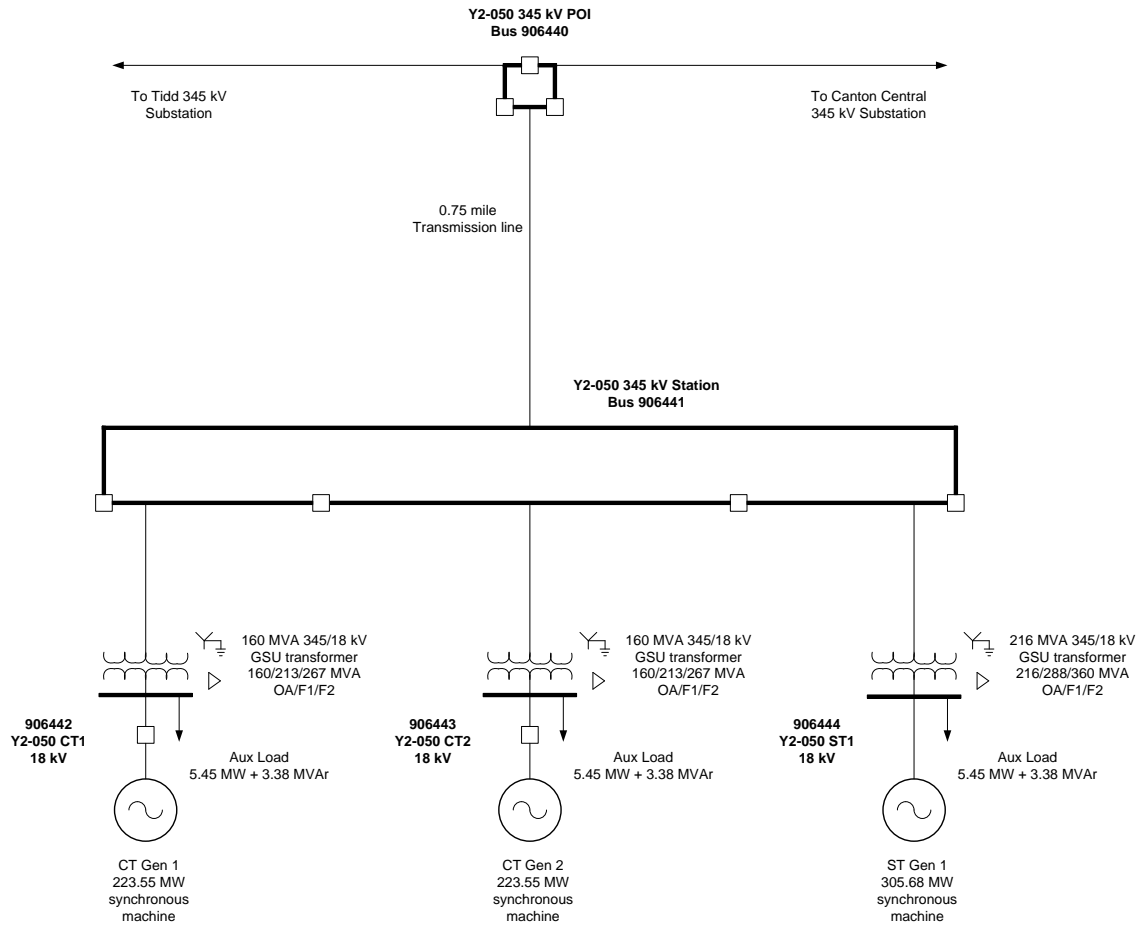 Y2-050 345 kV POI
Bus 906440
To Tidd 345 kV
Substation
To Canton Central
345 kV Substation
0.75 mile
Transmission line
Y2-050 345 kV Station
Bus 906441
160 MVA 345/18 kV
GSU transformer
160/213/267 MVA
OA/F1/F2
160 MVA 345/18 kV
GSU transformer
160/213/267 MVA
OA/F1/F2
216 MVA 345/18 kV
GSU transformer
216/288/360 MVA
OA/F1/F2
906442
Y2-050 CT1
18 kV
Aux Load
5.45 MW + 3.38 MVAr
906443
Y2-050 CT2
18 kV
Aux Load
5.45 MW + 3.38 MVAr
906444
Y2-050 ST1
18 kV
Aux Load
5.45 MW + 3.38 MVAr
CT Gen 1
223.55 MW
synchronous
machine
CT Gen 2
223.55 MW
synchronous
machine
ST Gen 1
305.68 MW
synchronous
machine